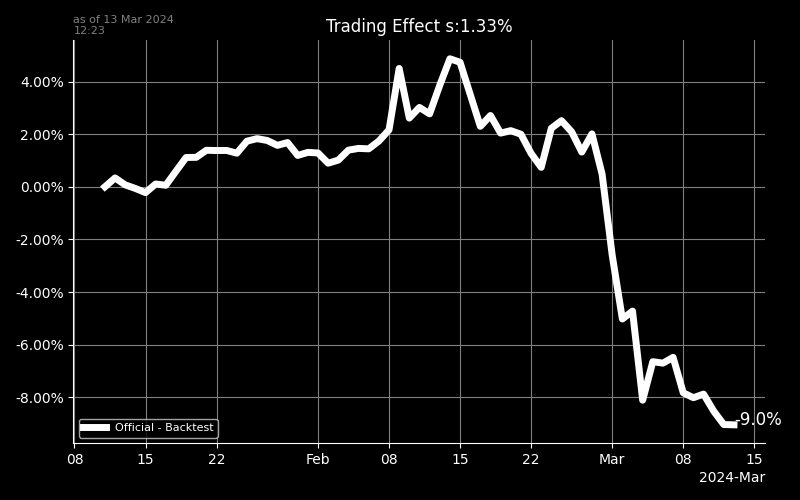 as of 13 Mar 2024
12:23
Trading Effect s:1.33%
4.00%
2.00%
0.00%
-2.00%
-4.00%
-6.00%
-8.00%
-9.0%
Official - Backtest
08 15 22 Feb 08 15 22 Mar 08 15
2024-Mar